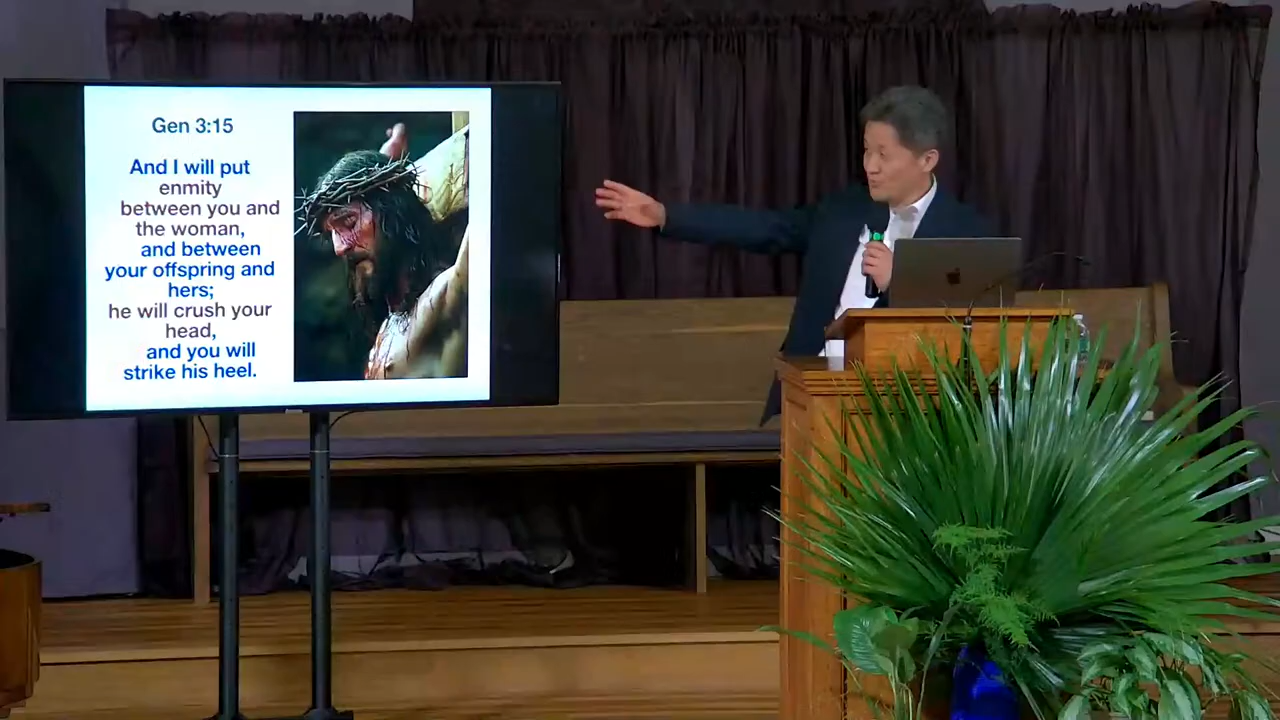 Gen 3:15
And I will put
enmity
between you and
the woman,
and between
your offspring and
hers;
he will crush your
head,
and you will
strike his heel.